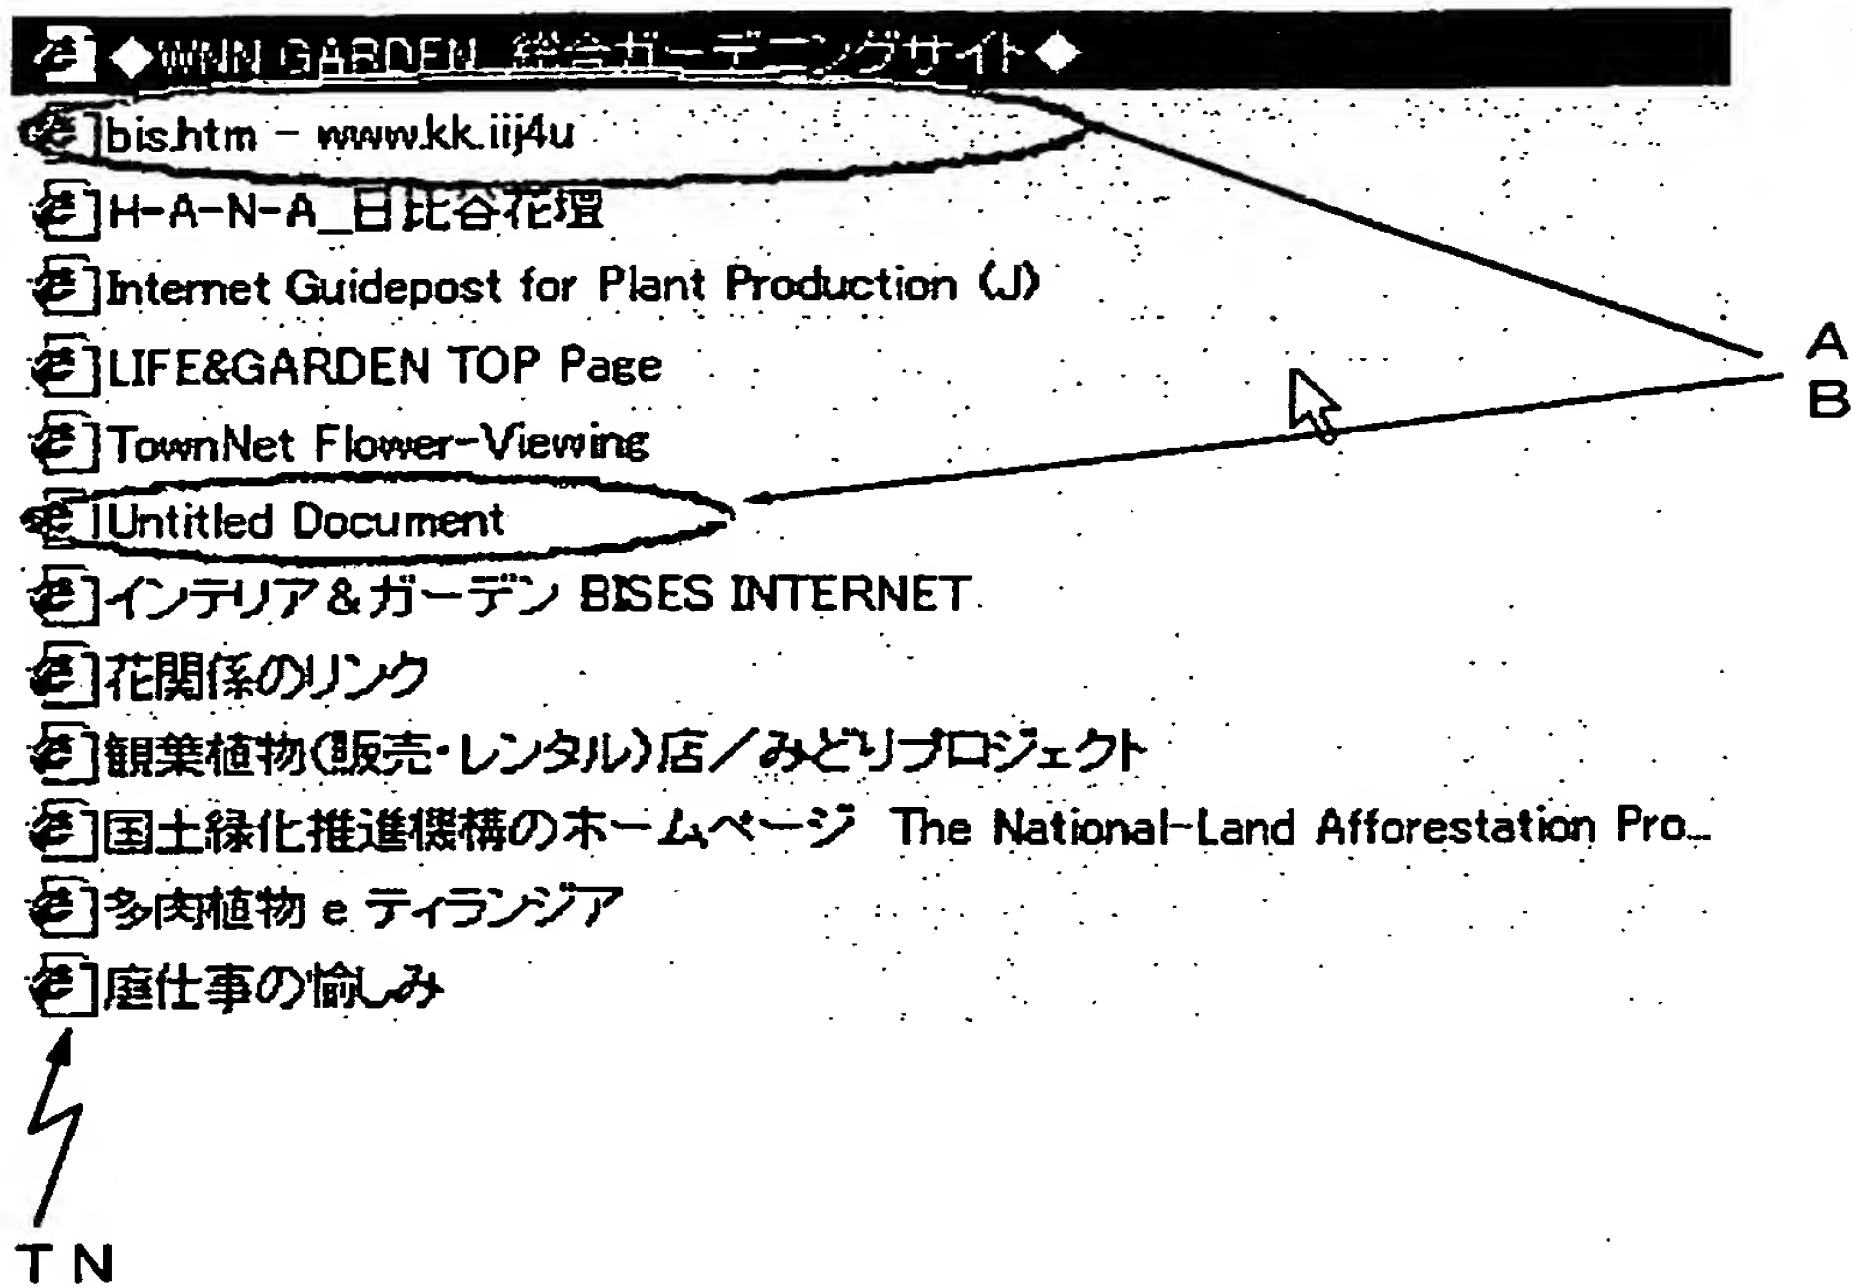 ◆WNN GARDEN 総合ガーデニングサイト◆
bis.htm - www.kk.iij4u
H-A-N-A_日比谷花壇
Internet Guidepost for Plant Production (J)
LIFE&GARDEN TOP Page
A
B
TownNet Flower-Viewing
Untitled Document
インテリア&ガーデン BISES INTERNET
花関係のリンク
観葉植物(販売・レンタル)店/みどりプロジェクト
国土緑化推進機構のホームページ The National-Land Afforestation Pro...
多肉植物 e ティランジア
庭仕事の愉しみ
TN